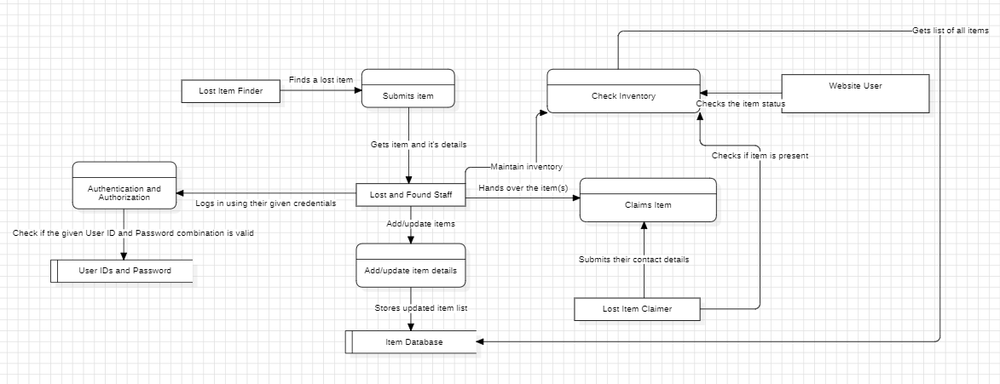 Gets list of all items
Finds a lost item
Lost Item Finder
Submits item
Check Inventory
Website User
Checks the item status
Gets item and it's details
Checks if item is present
Maintain inventory
Authentication and
Authorization
Logs in using their given credentials
Lost and Found Staff
Hands over the item(s)
Claims Item
Add/update items
Check if the given User ID and Password combination is valid
User IDs and Password
Add/update item details
Submits their contact details
Stores updated item list
Lost Item Claimer
Item Database